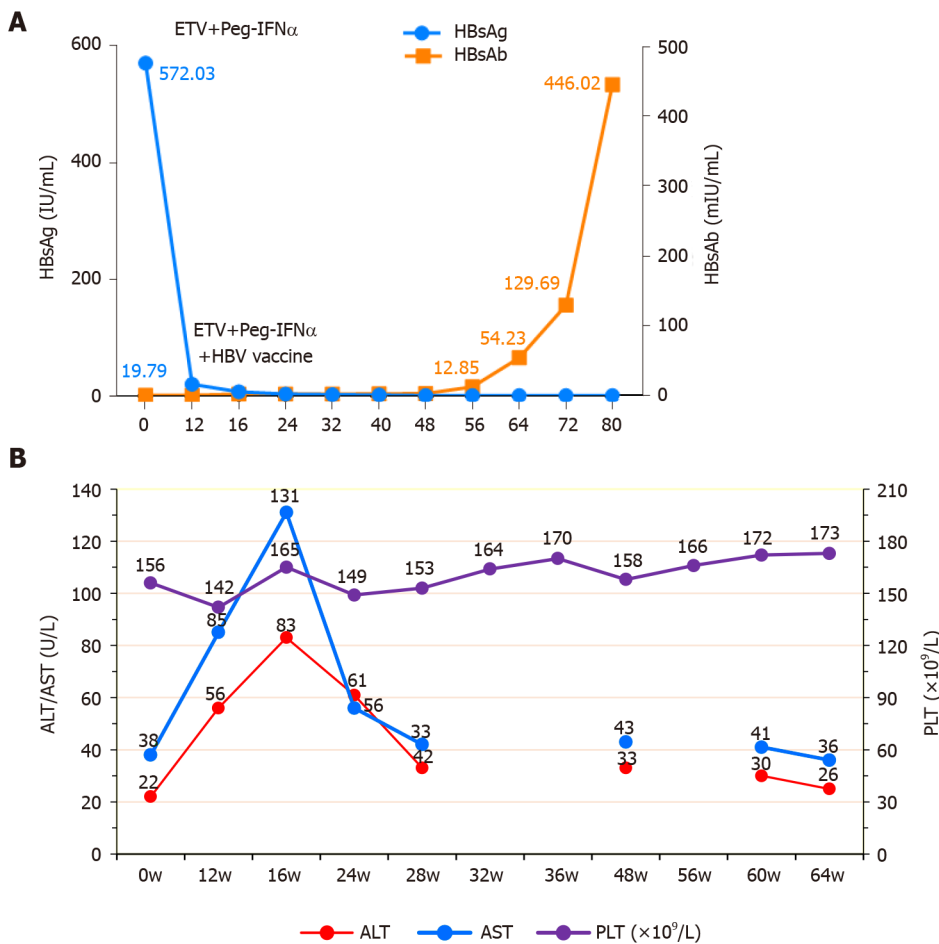 A
ETV+Peg-IFNα
HBsAg
HBsAb
600
400
200
0
HBsAg (IU/mL)
500
400
300
200
100
0
HBsAb (mIU/mL)
572.03
446.02
129.69
54.23
12.85
19.79
ETV+Peg-IFNα
+HBV vaccine
0 12 16 24 32 40 48 56 64 72 80
B
140
120
100
80
60
40
20
0
ALT/AST (U/L)
210
180
150
120
90
60
30
0
PLT (×10⁹/L)
156 142 165 149 153 164 170 158 166 172 173
38 85 131 56 33 43 41 36
22 56 83 61 42 33 30 26
0w 12w 16w 24w 28w 32w 36w 48w 56w 60w 64w
ALT AST PLT (×10⁹/L)